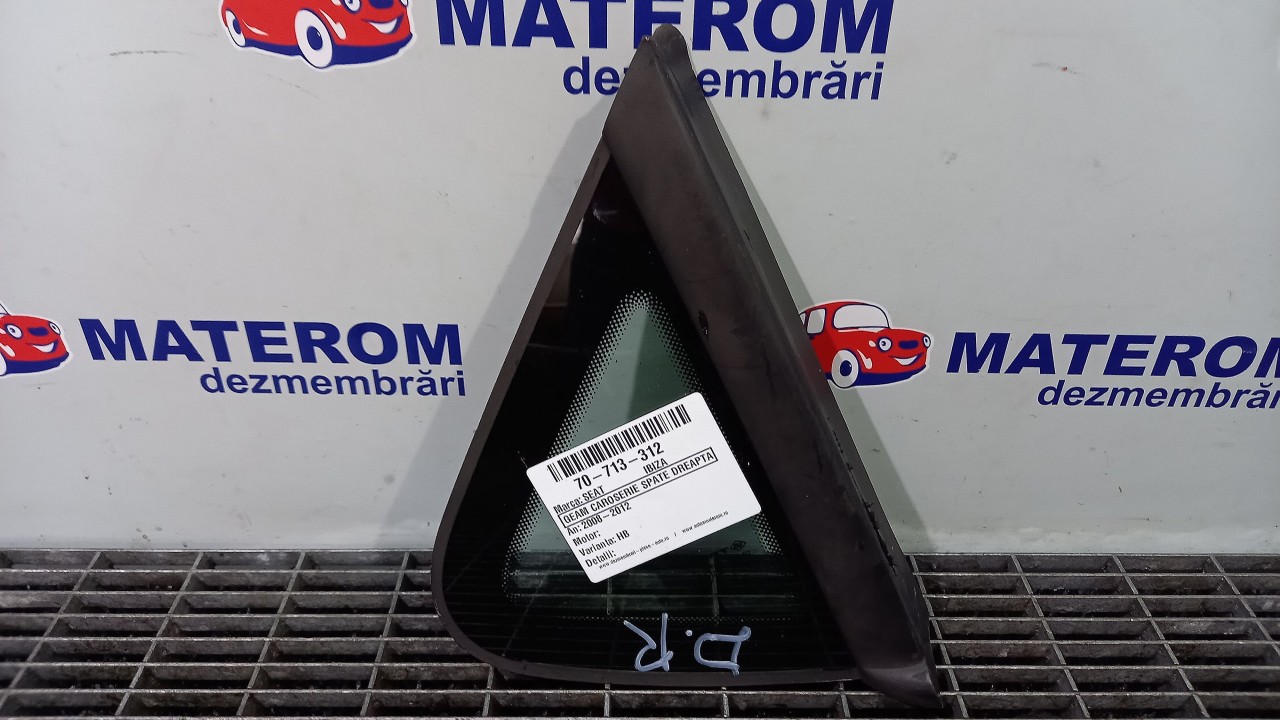 MATEROM
dezmembrări
MATEROM
dezmembrări
MATEROM
dezmembrări
70-713-312
Marca: SEAT IBIZA
OEAM CAROSERIE SPATE DREAPTA
An: 2008-2012
Motor:
Varianta: HB
Detalii:
D.R